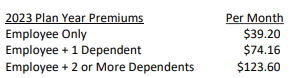 2023 Plan Year Premiums Per Month
Employee Only $39.20
Employee + 1 Dependent $74.16
Employee + 2 or More Dependents $123.60